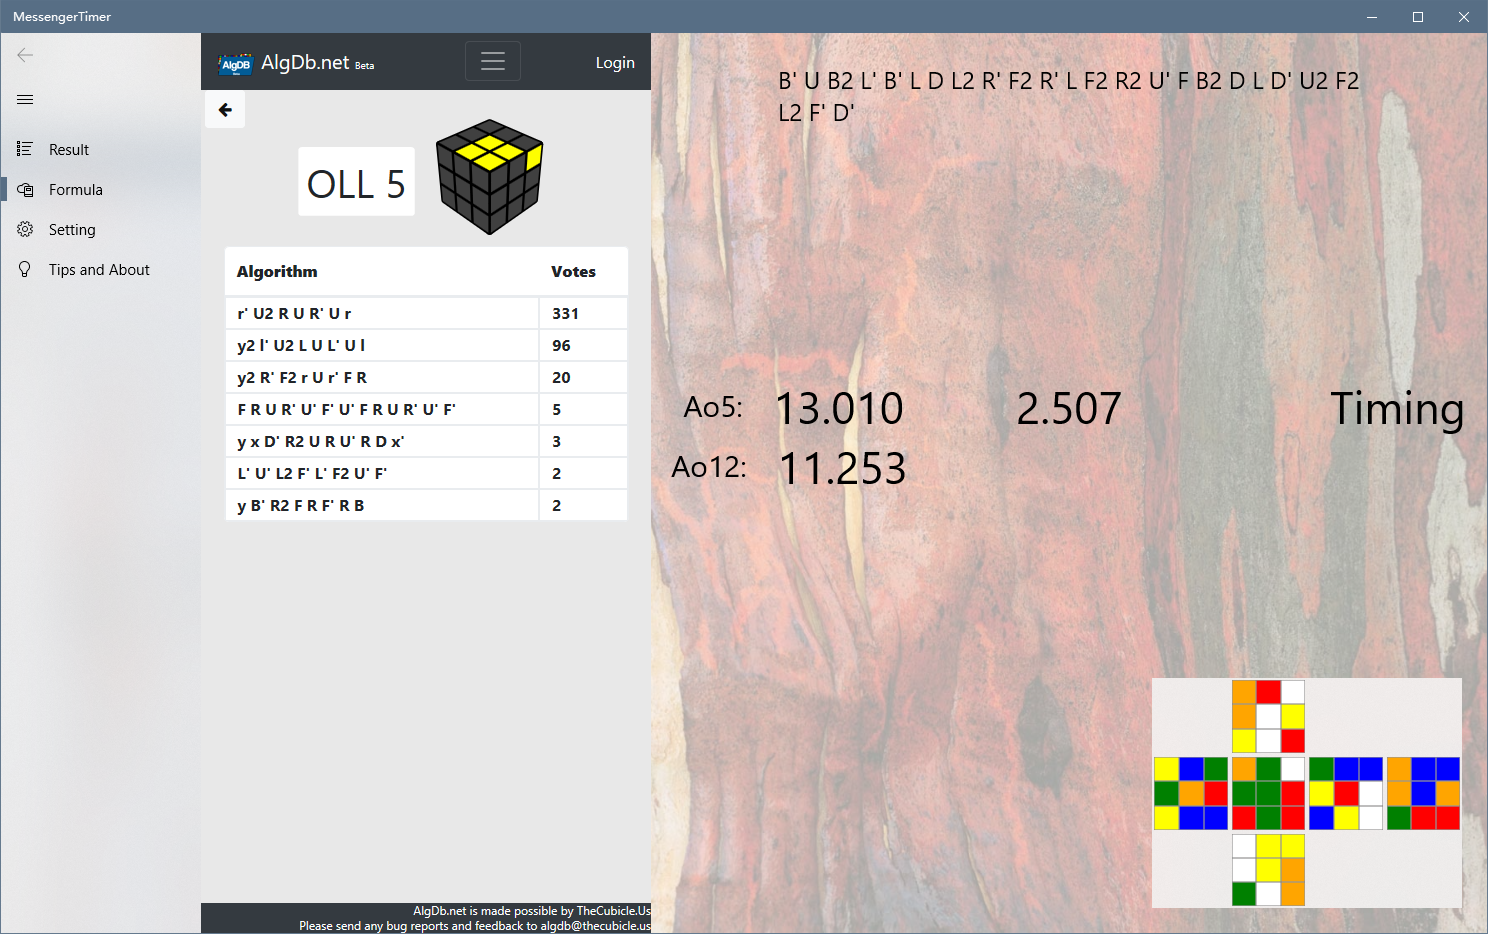 MessengerTimer
Result
Formula
Setting
Tips and About
AlgDB
Beta
AlgDb.net Beta
Login
OLL 5
Algorithm Votes
r' U2 R U R' U r 331
y2 l' U2 L U L' U l 96
y2 R' F2 r U r' F R 20
F R U R' U' F' U' F R U R' U' F' 5
y x D' R2 U R U' R D x' 3
L' U' L2 F' L' F2 U' F' 2
y B' R2 F R F' R B 2
AlgDb.net is made possible by TheCubicle.Us
Please send any bug reports and feedback to algdb@thecubicle.us
B' U B2 L' B' L D L2 R' F2 R' L F2 R2 U' F B2 D L D' U2 F2
L2 F' D'
Ao5: 13.010 2.507 Timing
Ao12: 11.253